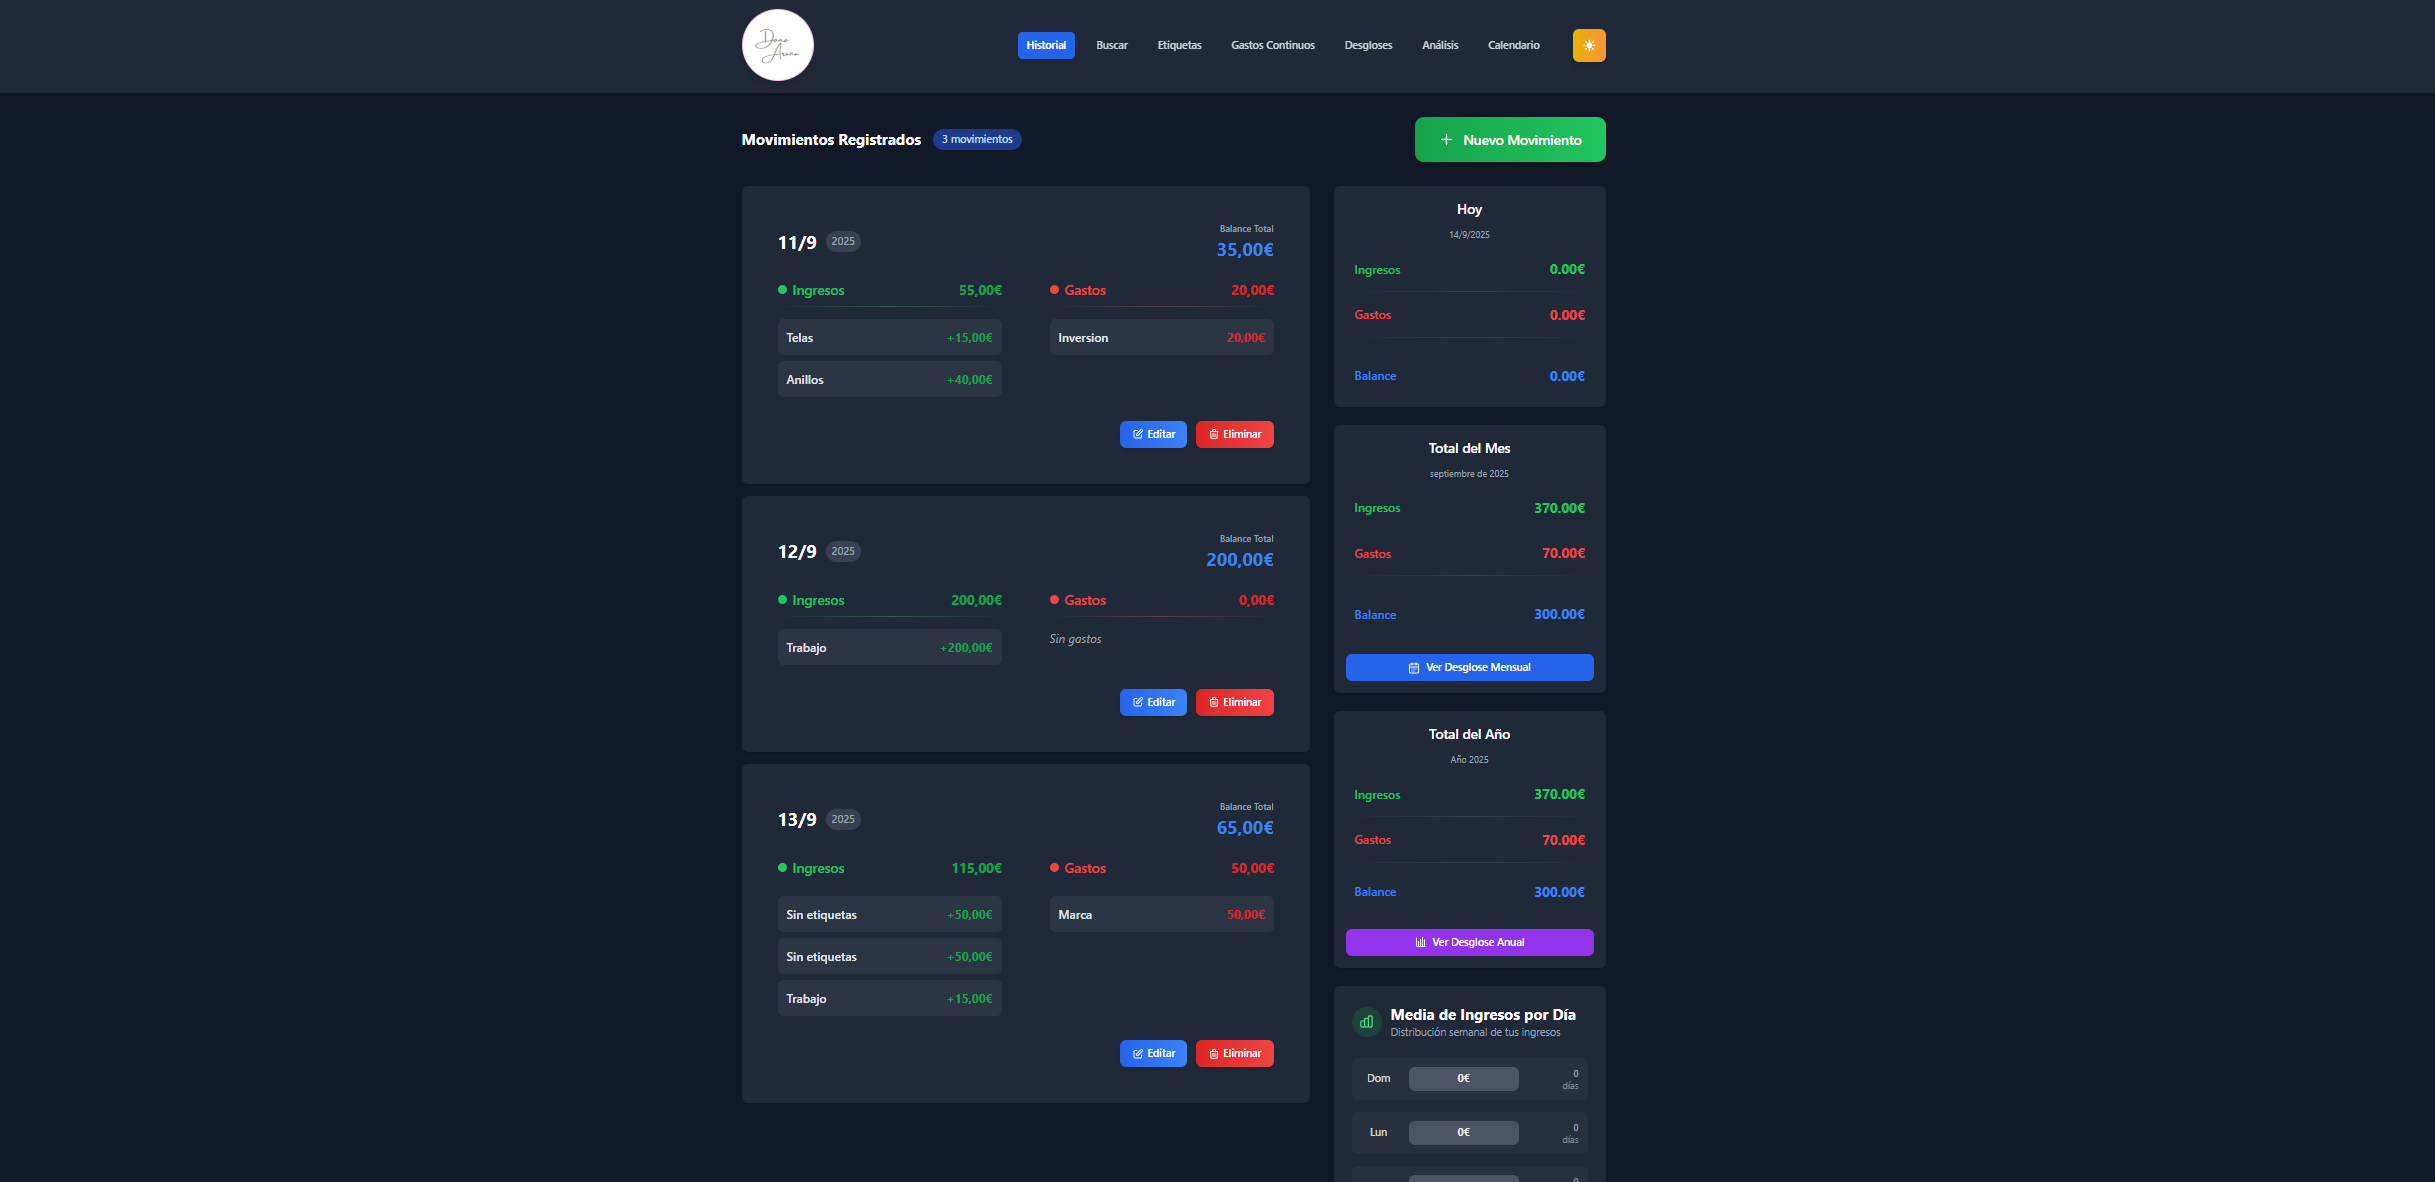 Doña
Arena
Historial
Buscar
Etiquetas
Gastos Continuos
Desgloses
Análisis
Calendario
Movimientos Registrados
3 movimientos
+ Nuevo Movimiento
11/9 2025
Balance Total
35,00€
Ingresos 55,00€
Gastos 20,00€
Telas +15,00€
Inversion 20,00€
Anillos +40,00€
Editar
Eliminar
12/9 2025
Balance Total
200,00€
Ingresos 200,00€
Gastos 0,00€
Trabajo +200,00€
Sin gastos
Editar
Eliminar
13/9 2025
Balance Total
65,00€
Ingresos 115,00€
Gastos 50,00€
Sin etiquetas +50,00€
Marca 50,00€
Sin etiquetas +50,00€
Trabajo +15,00€
Editar
Eliminar
Hoy
14/9/2025
Ingresos 0.00€
Gastos 0.00€
Balance 0.00€
Total del Mes
septiembre de 2025
Ingresos 370.00€
Gastos 70.00€
Balance 300.00€
Ver Desglose Mensual
Total del Año
Año 2025
Ingresos 370.00€
Gastos 70.00€
Balance 300.00€
Ver Desglose Anual
Media de Ingresos por Día
Distribución semanal de tus ingresos
Dom 0€ 0
días
Lun 0€ 0
días